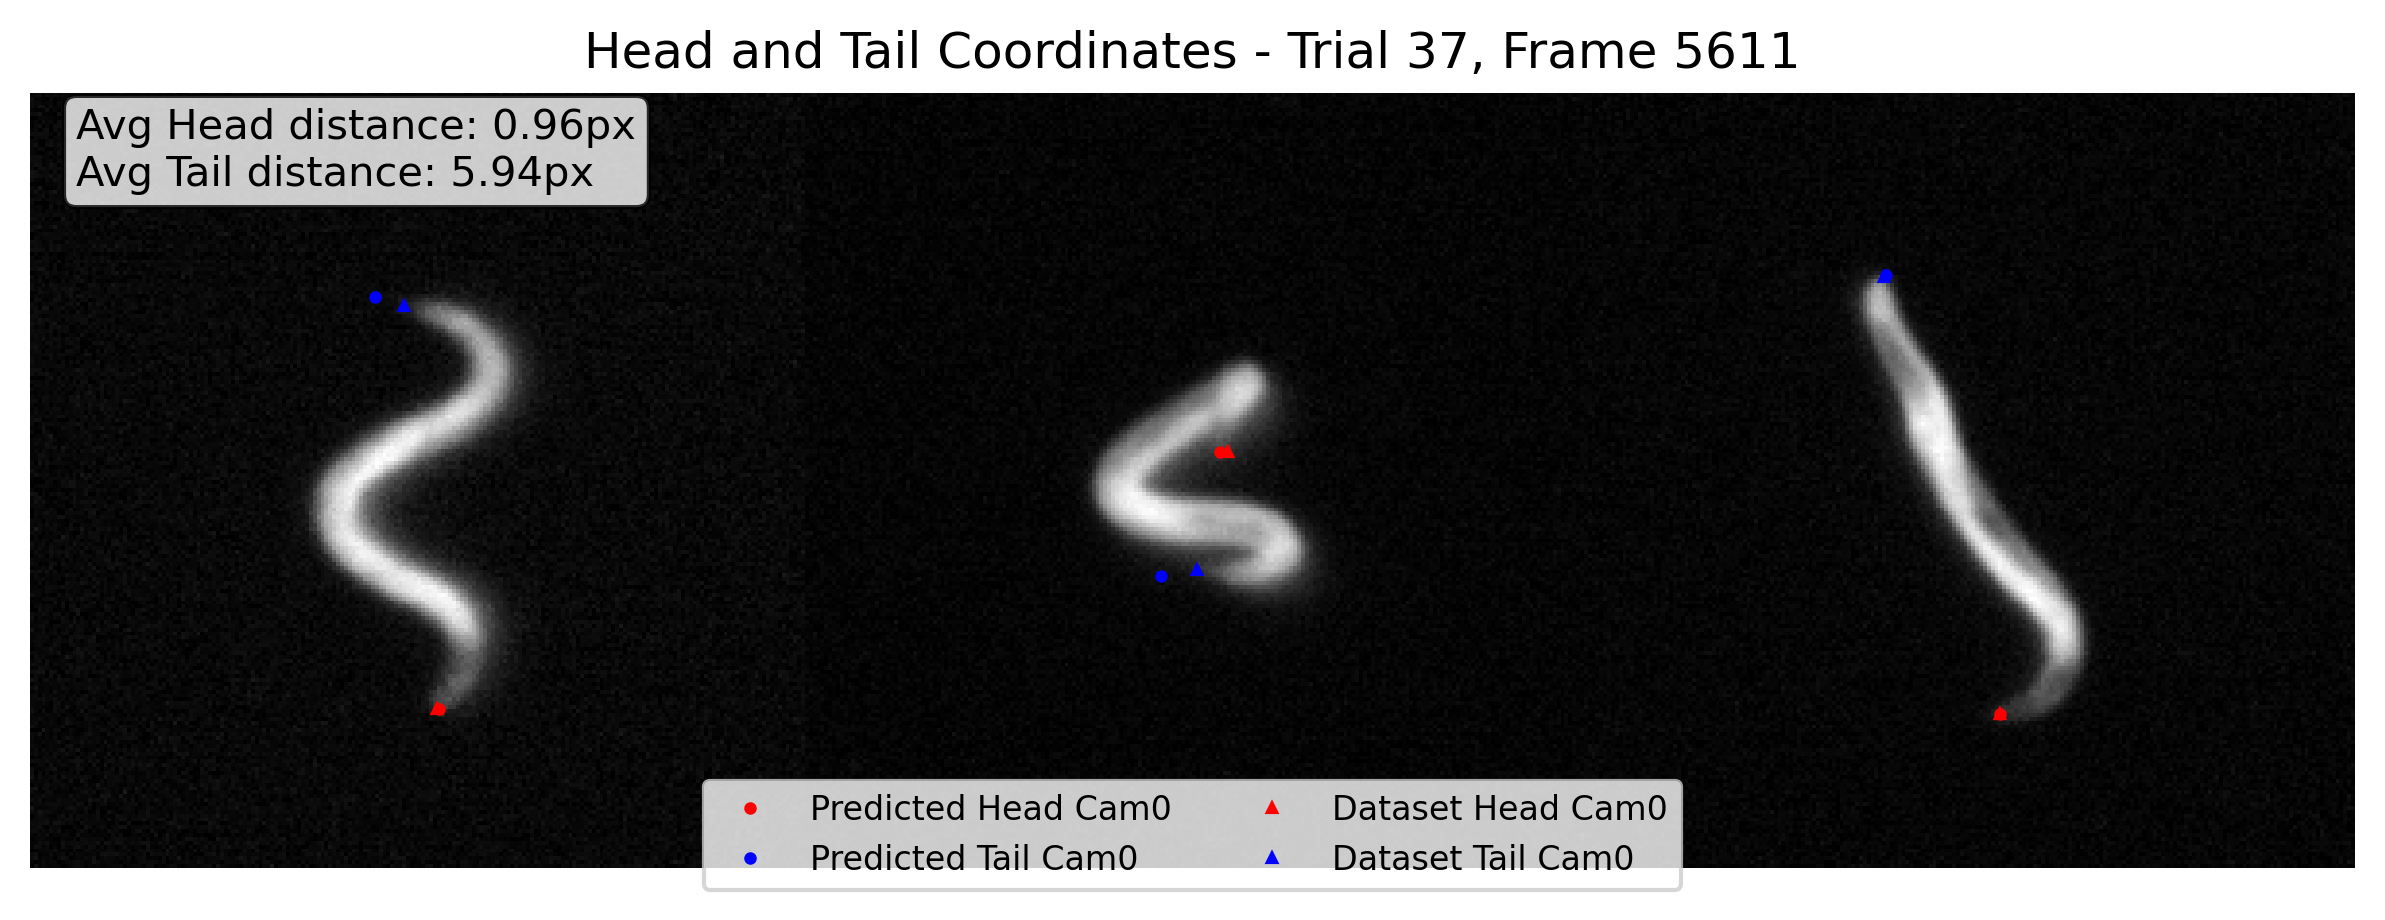 Head and Tail Coordinates - Trial 37, Frame 5611
Avg Head distance: 0.96px
Avg Tail distance: 5.94px
Predicted Head Cam0
Dataset Head Cam0
Predicted Tail Cam0
Dataset Tail Cam0